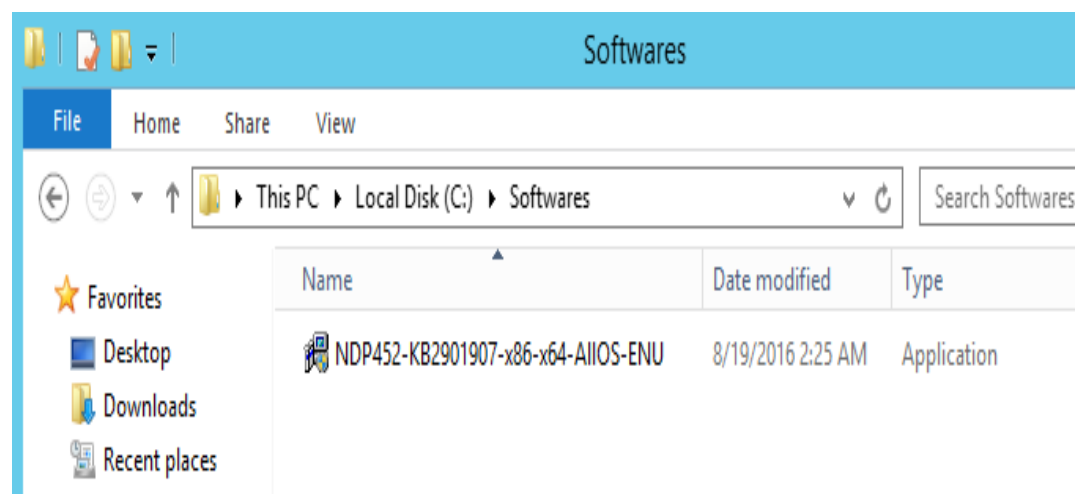 Softwares
File Home Share View
This PC Local Disk (C:) Softwares Search Softwares
Name Date modified Type
Favorites
NDP452-KB2901907-x86-x64-AllOS-ENU 8/19/2016 2:25 AM Application
Desktop
Downloads
Recent places